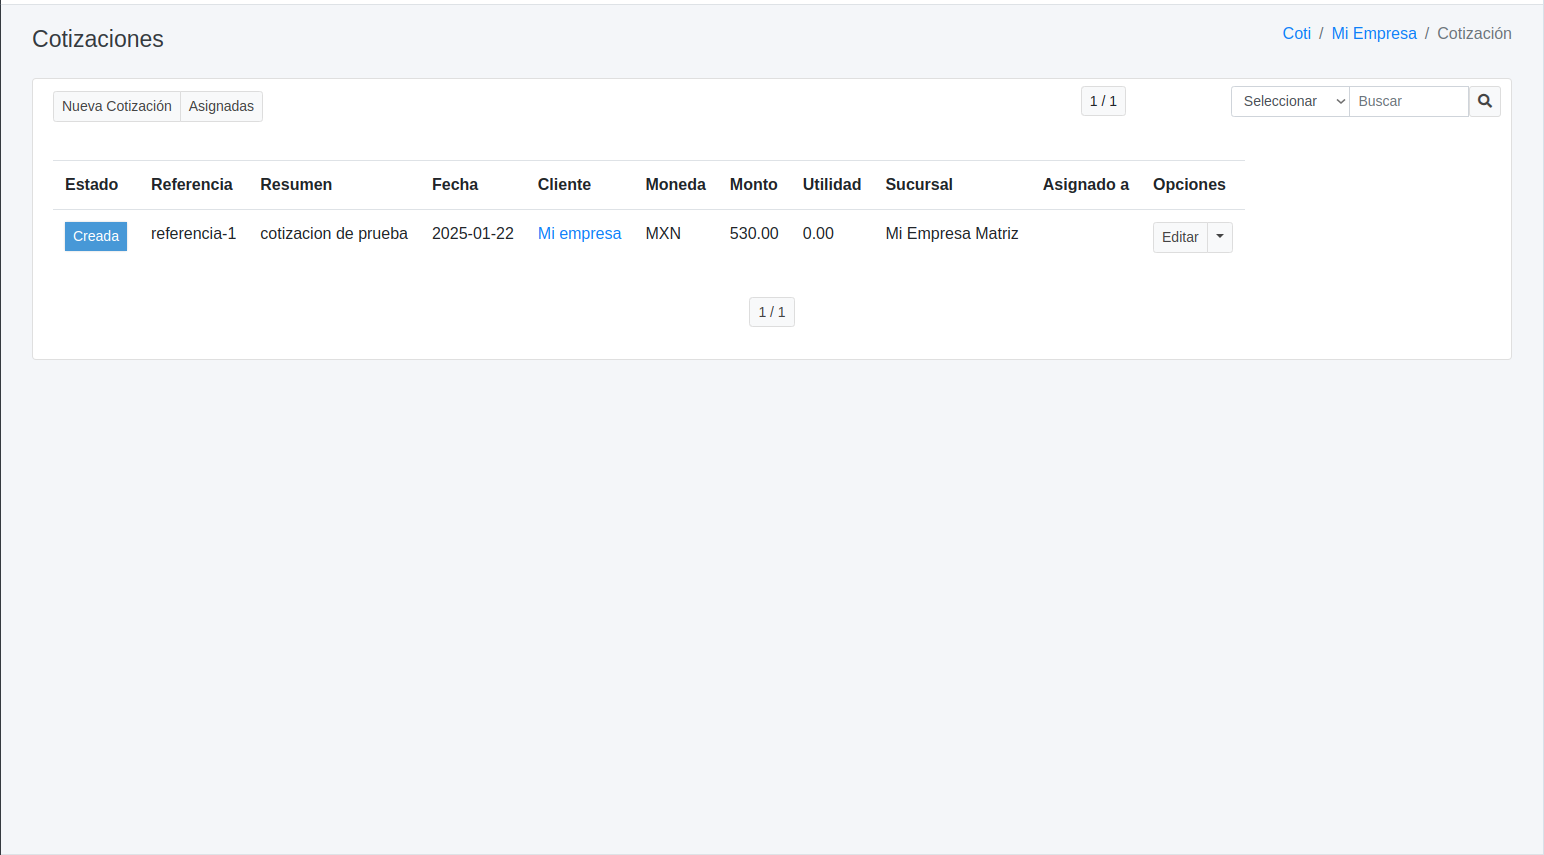 Cotizaciones
Coti / Mi Empresa / Cotización
Nueva Cotización Asignadas 1 / 1 Seleccionar Buscar
Estado Referencia Resumen Fecha Cliente Moneda Monto Utilidad Sucursal Asignado a Opciones
Creada referencia-1 cotizacion de prueba 2025-01-22 Mi empresa MXN 530.00 0.00 Mi Empresa Matriz Editar
1 / 1